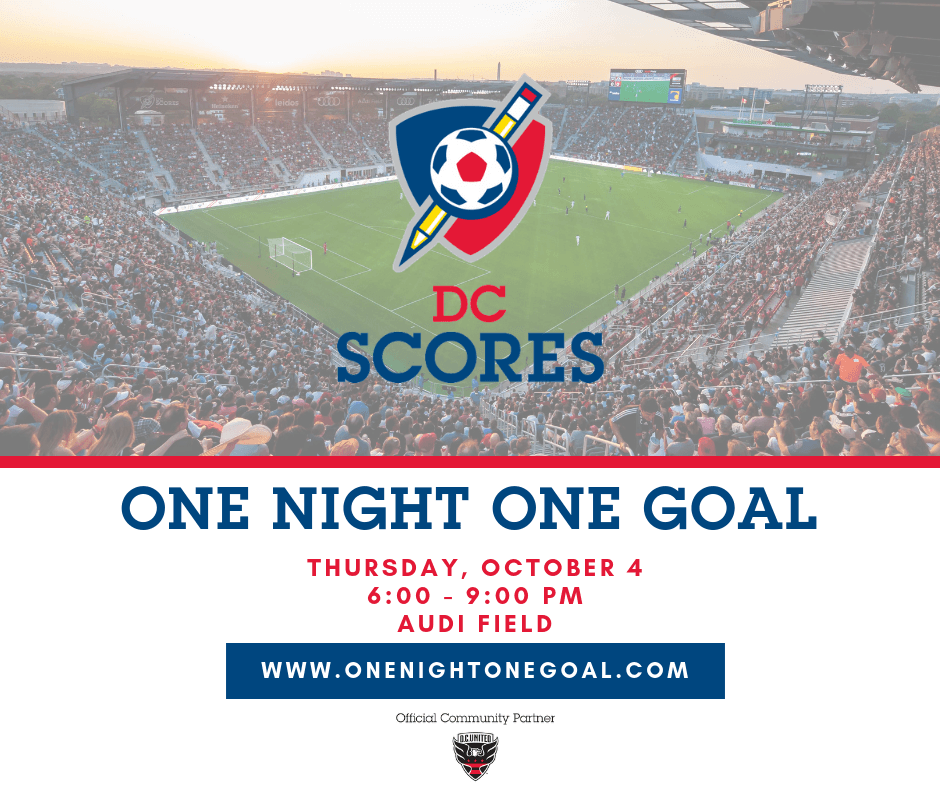 DC
SCORES
ONE NIGHT ONE GOAL
THURSDAY, OCTOBER 4
6:00 - 9:00 PM
AUDI FIELD
WWW.ONENIGHTONEGOAL.COM
Official Community Partner
D.C. UNITED